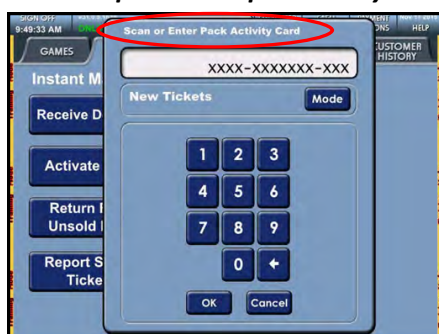 SIGN OFF
9:49:33 AM
HELP
GAMES
CUSTOMER
HISTORY
Scan or Enter Pack Activity Card
XXXX-XXXXXXX-XXX
New Tickets
Mode
Instant M
Receive D
Activate
Return
Unsold
Report S
Ticke
1 2 3
4 5 6
7 8 9
0
OK Cancel